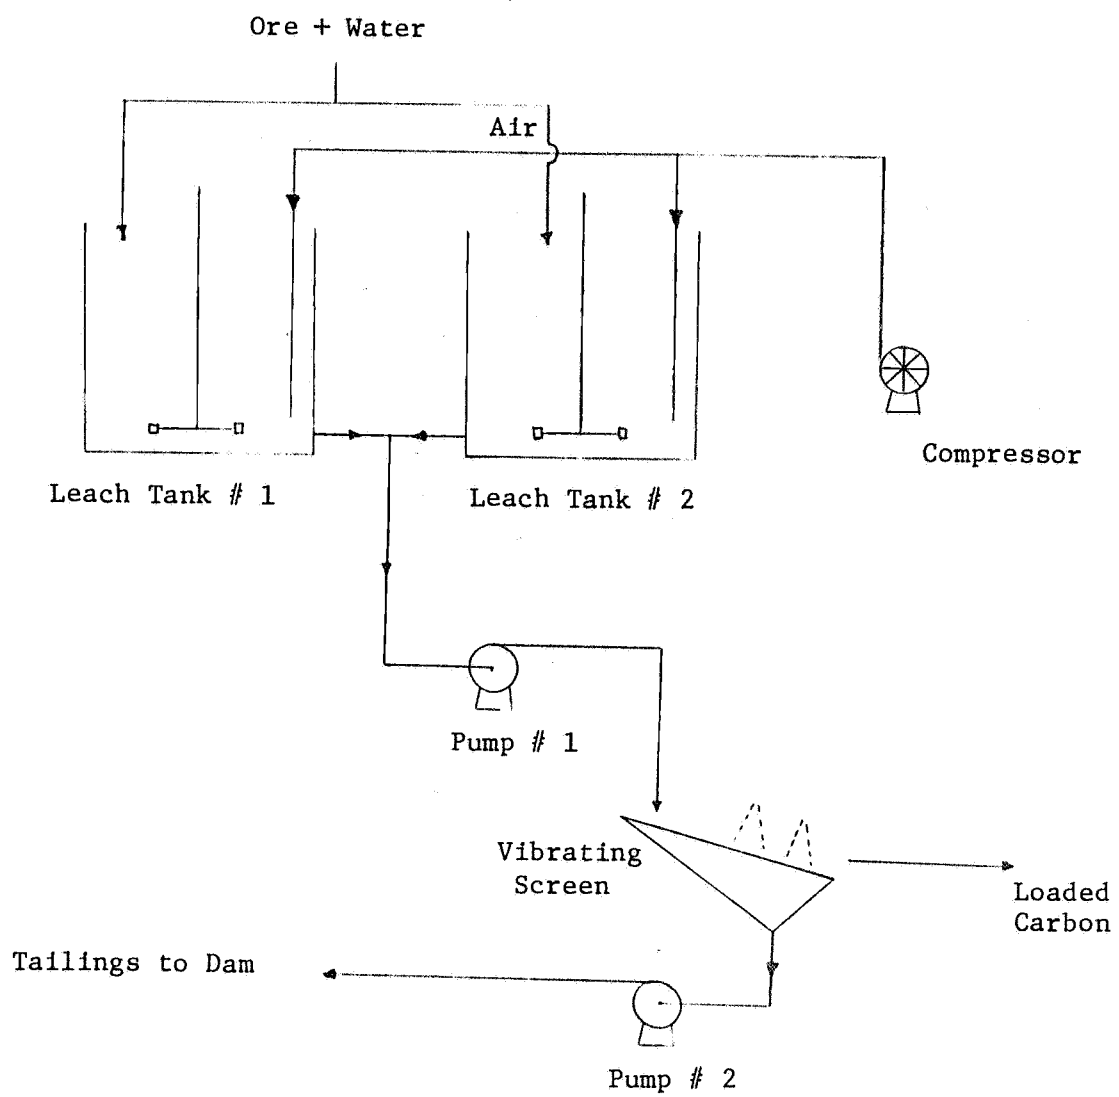 Ore + Water
Air
Compressor
Leach Tank # 1
Leach Tank # 2
Pump # 1
Vibrating
Screen
Loaded
Carbon
Tailings to Dam
Pump # 2